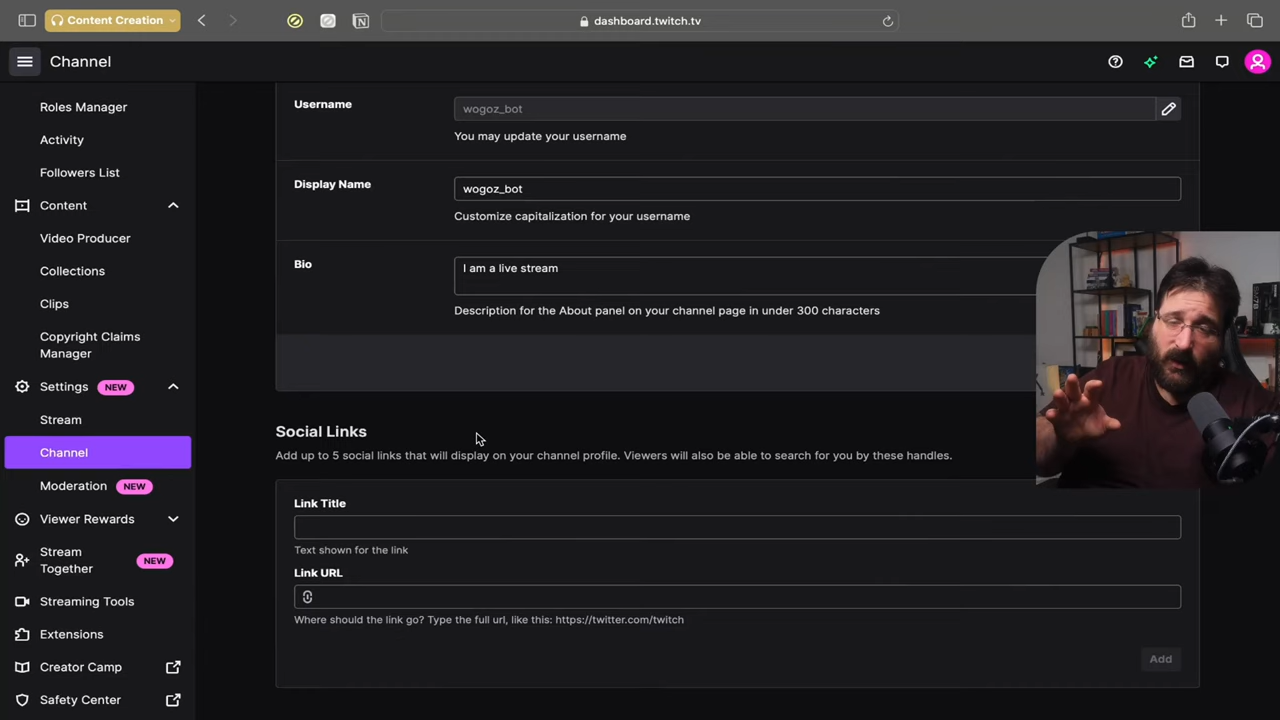 Content Creation
dashboard.twitch.tv
Channel
Roles Manager
Activity
Followers List
Content
Video Producer
Collections
Clips
Copyright Claims
Manager
Settings NEW
Stream
Channel
Moderation NEW
Viewer Rewards
Stream
Together
NEW
Streaming Tools
Extensions
Creator Camp
Safety Center
Username
wogoz_bot
You may update your username
Display Name
wogoz_bot
Customize capitalization for your username
Bio
I am a live stream
Description for the About panel on your channel page in under 300 characters
Social Links
Add up to 5 social links that will display on your channel profile. Viewers will also be able to search for you by these handles.
Link Title
Text shown for the link
Link URL
Where should the link go? Type the full url, like this: https://twitter.com/twitch
Add